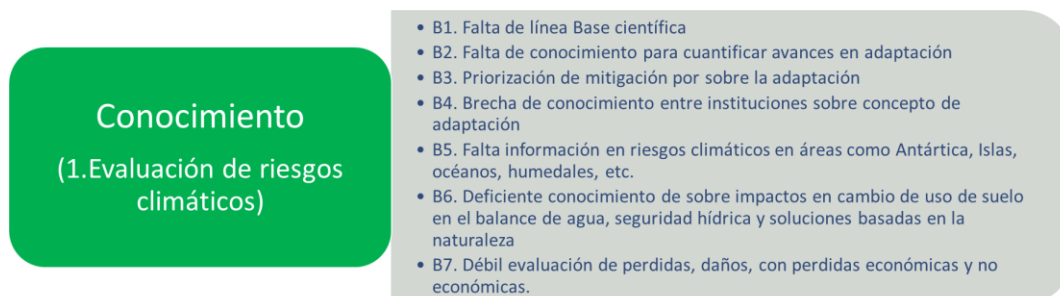 Conocimiento
(1.Evaluación de riesgos
climáticos)
• B1. Falta de línea Base científica
• B2. Falta de conocimiento para cuantificar avances en adaptación
• B3. Priorización de mitigación por sobre la adaptación
• B4. Brecha de conocimiento entre instituciones sobre concepto de
adaptación
• B5. Falta información en riesgos climáticos en áreas como Antártica, Islas,
océanos, humedales, etc.
• B6. Deficiente conocimiento de sobre impactos en cambio de uso de suelo
en el balance de agua, seguridad hídrica y soluciones basadas en la
naturaleza
• B7. Débil evaluación de perdidas, daños, con perdidas económicas y no
económicas.